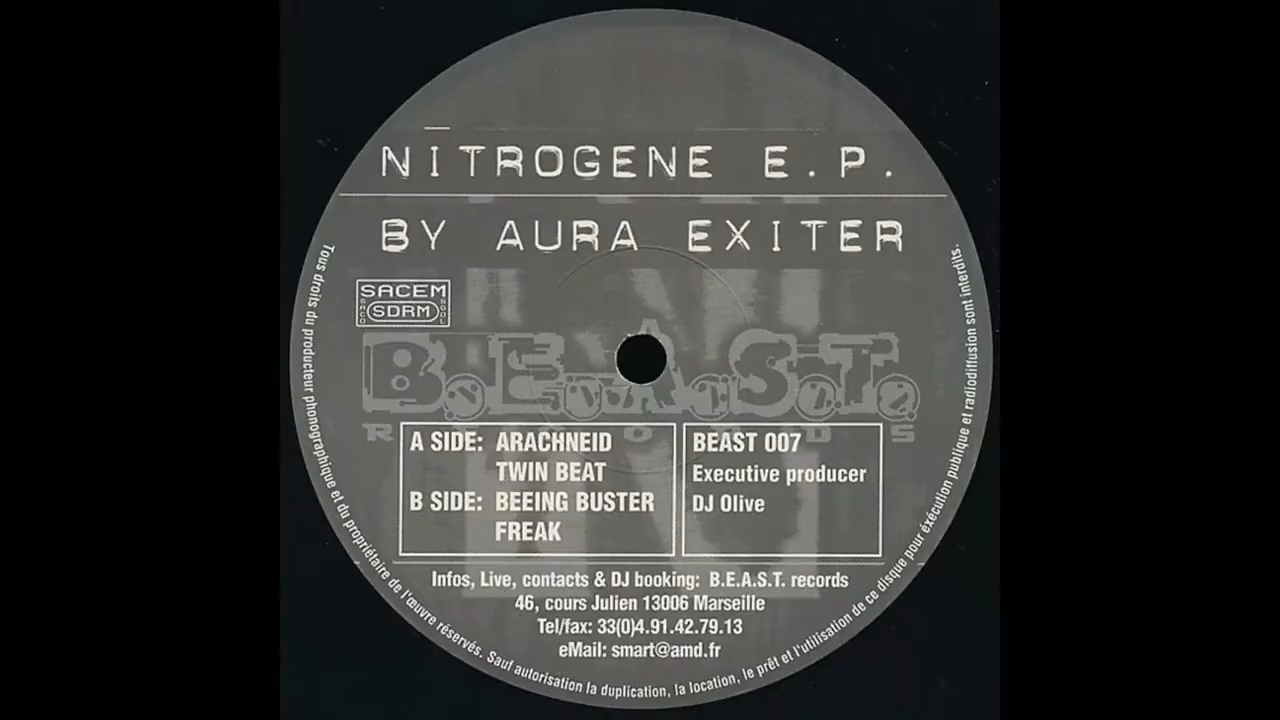 NITROGENE E.P.
BY AURA EXITER
SACEM
SACD SDRM SGDL
B.E.A.S.T.
RECORDS
A SIDE: ARACHNEID
TWIN BEAT
B SIDE: BEEING BUSTER
FREAK
BEAST 007
Executive producer
DJ Olive
Infos, Live, contacts & DJ booking: B.E.A.S.T. records
46, cours Julien 13006 Marseille
Tel/fax: 33(0)4.91.42.79.13
eMail: smart@amd.fr
Tous droits du producteur phonographique et du propriétaire de l'œuvre réservés. Sauf autorisation la duplication, la location, le prêt et l'utilisation de ce disque pour éxécution publique et radiodiffusion sont interdits.